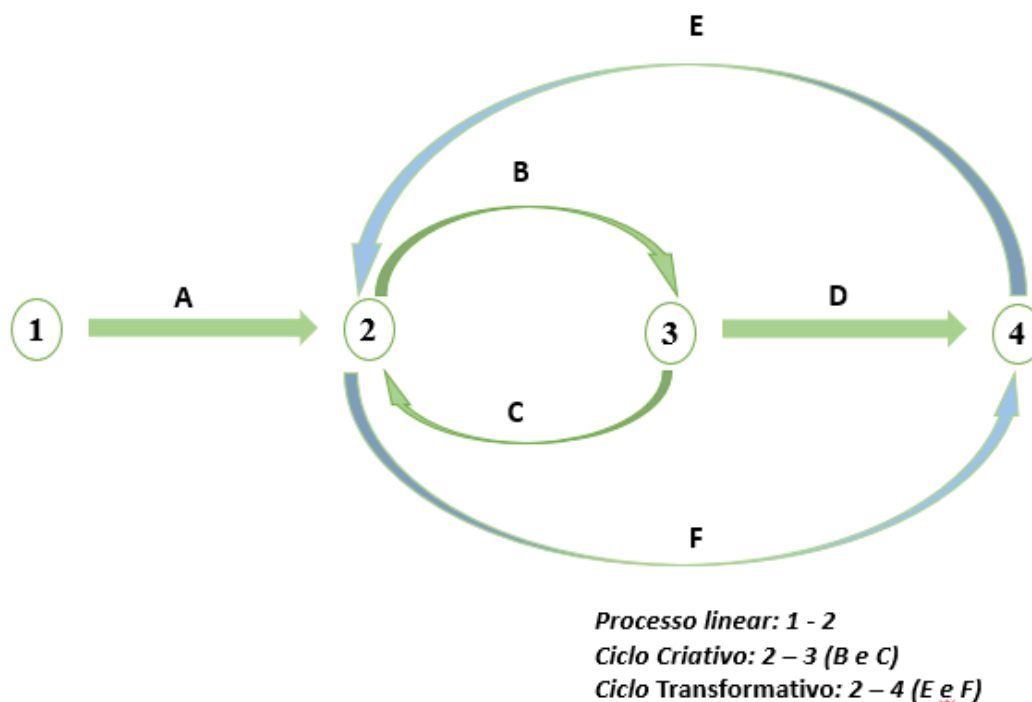 E
B
A
D
1
2
3
4
C
F
Processo linear: 1 - 2
Ciclo Criativo: 2 – 3 (B e C)
Ciclo Transformativo: 2 – 4 (E e F)